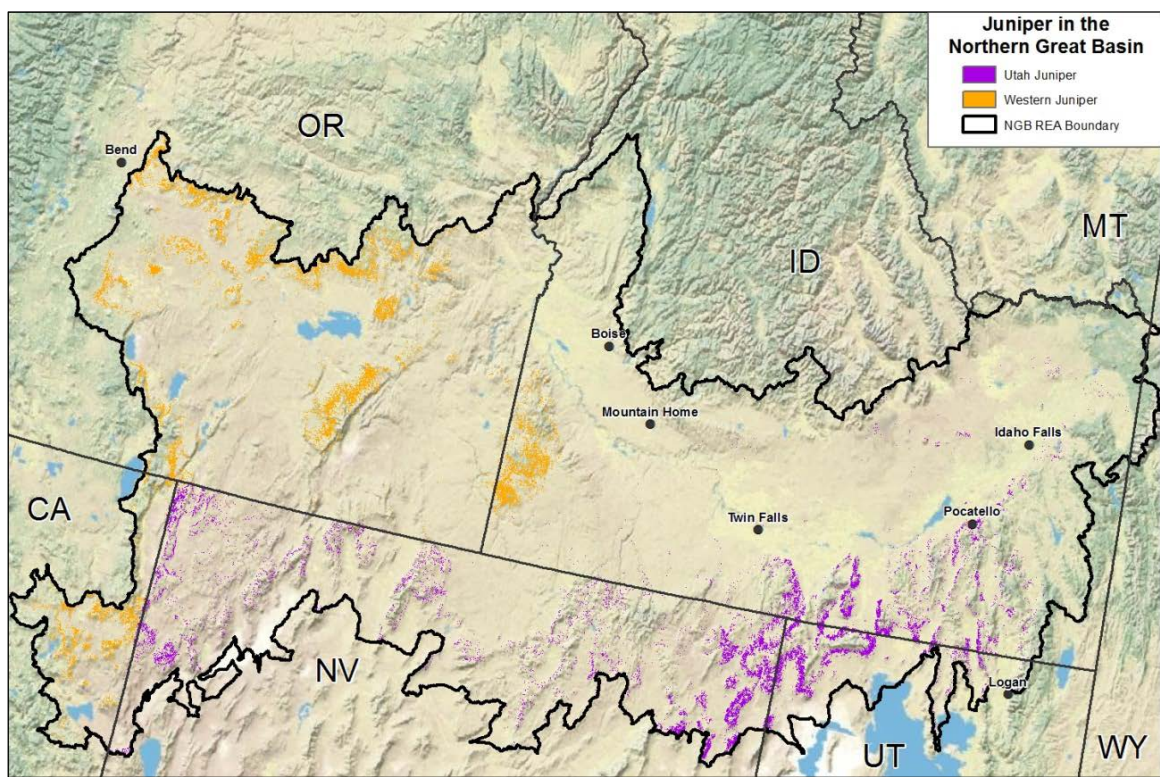 Juniper in the
Northern Great Basin
Utah Juniper
Western Juniper
NGB REA Boundary
OR
Bend
MT
ID
Boise
Mountain Home
Idaho Falls
CA
Pocatello
Twin Falls
NV
Logan
UT
WY